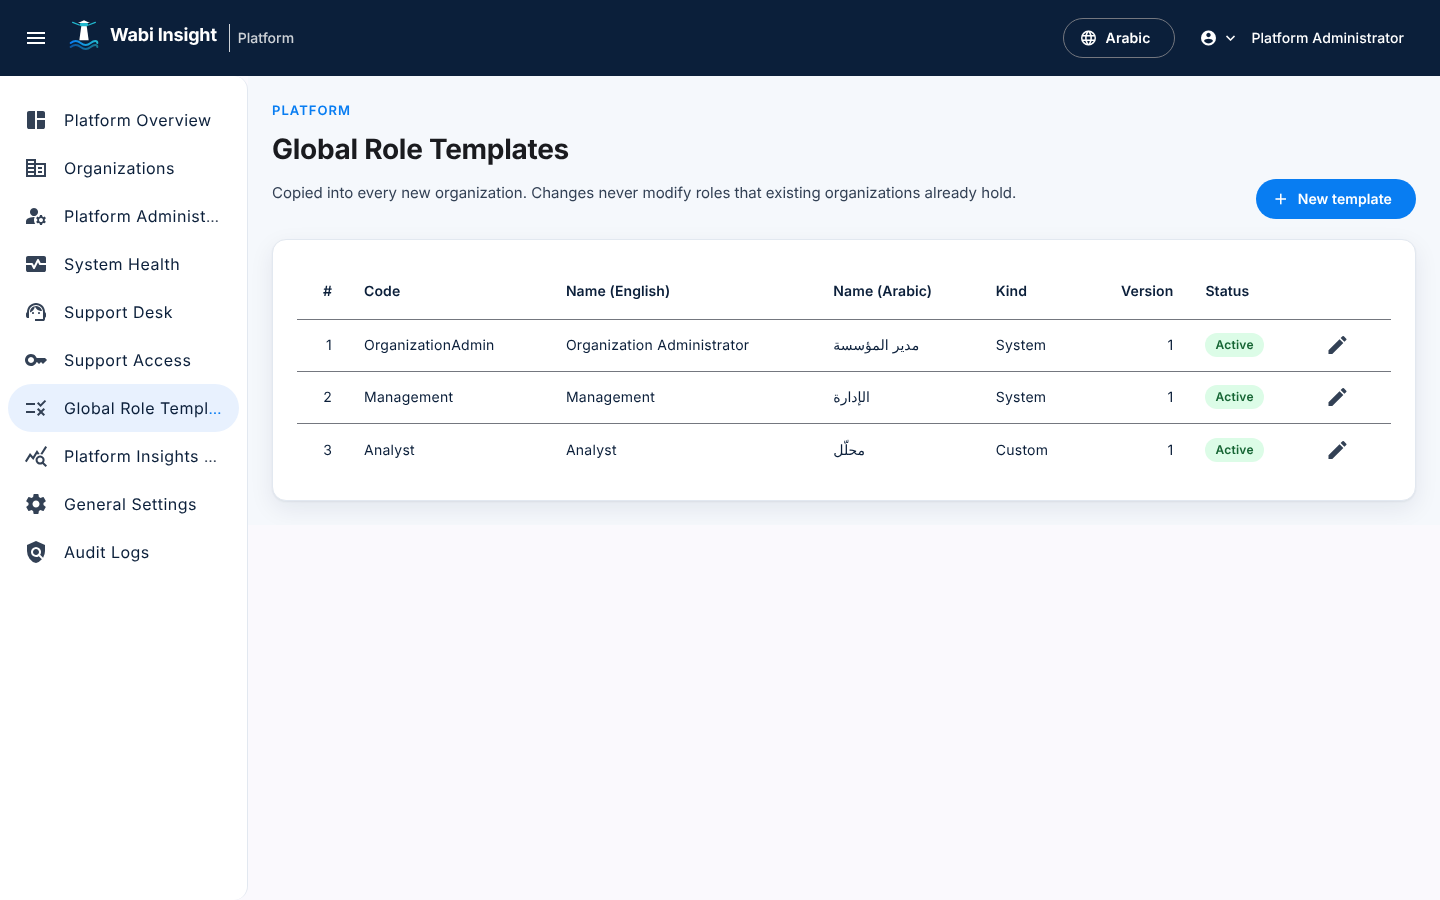 Wabi Insight
Platform
Arabic
Platform Administrator
Platform Overview
Organizations
Platform Administ...
System Health
Support Desk
Support Access
Global Role Templ...
Platform Insights ...
General Settings
Audit Logs
PLATFORM
Global Role Templates
Copied into every new organization. Changes never modify roles that existing organizations already hold.
New template
# Code Name (English) Name (Arabic) Kind Version Status
1 OrganizationAdmin Organization Administrator مدير المؤسسة System 1 Active
2 Management Management الإدارة System 1 Active
3 Analyst Analyst محلّل Custom 1 Active